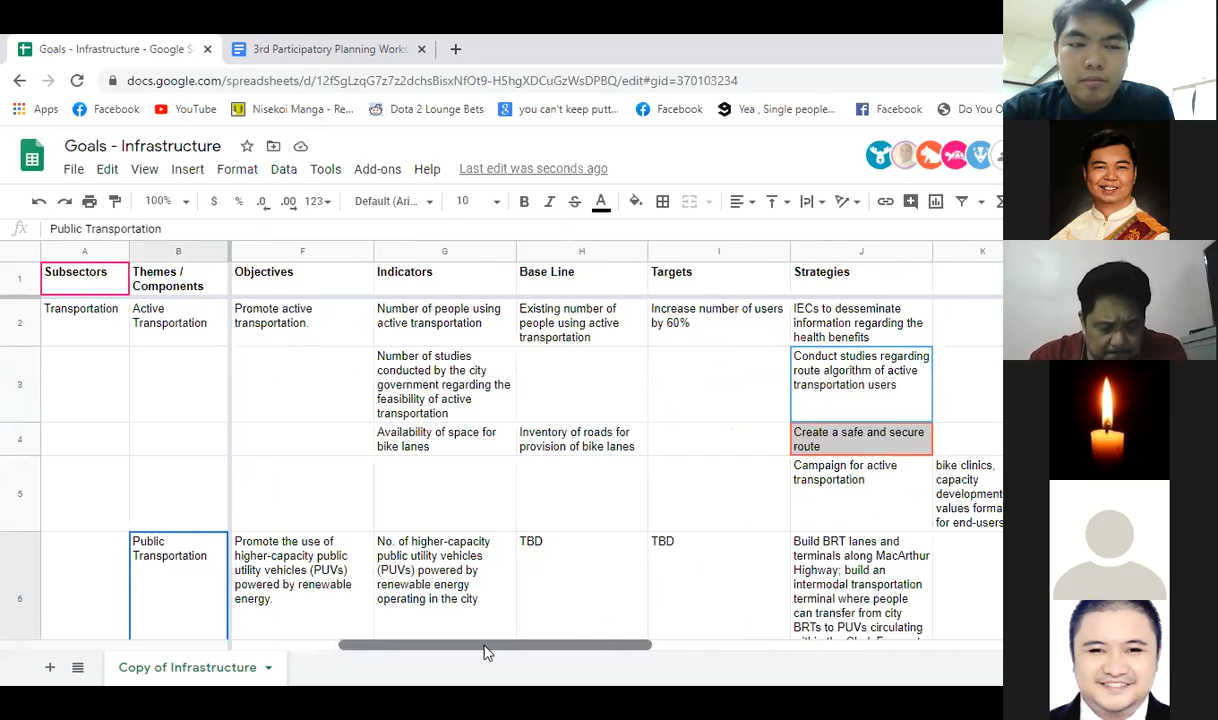 Goals - Infrastructure - Google S
3rd Participatory Planning Works
docs.google.com/spreadsheets/d/12fSgLzqG7z7z2dchsBisxNfOt9-H5hgXDCuGzWsDPBQ/edit#gid=370103234
Apps Facebook YouTube Nisekoi Manga - Re... Dota 2 Lounge Bets you can't keep putt... Facebook Yea , Single people... Facebook Do You O
Goals - Infrastructure
File Edit View Insert Format Data Tools Add-ons Help Last edit was seconds ago
100% $ % .0 .00 123 Default (Ari... 10 B I S A
fx Public Transportation
A B F G H I J K
1 Subsectors
Themes /
Components
Objectives
Indicators
Base Line
Targets
Strategies
2 Transportation
Active
Transportation
Promote active
transportation.
Number of people using
active transportation
Existing number of
people using active
transportation
Increase number of users
by 60%
IECs to desseminate
information regarding the
health benefits
3
Number of studies
conducted by the city
government regarding the
feasibility of active
transportation
Conduct studies regarding
route algorithm of active
transportation users
4
Availability of space for
bike lanes
Inventory of roads for
provision of bike lanes
Create a safe and secure
route
5
Campaign for active
transportation
bike clinics,
capacity
development
values forma
for end-users
6
Public
Transportation
Promote the use of
higher-capacity public
utility vehicles (PUVs)
powered by renewable
energy.
No. of higher-capacity
public utility vehicles
(PUVs) powered by
renewable energy
operating in the city.
TBD
TBD
Build BRT lanes and
terminals along MacArthur
Highway; build an
intermodal transportation
terminal where people
can transfer from city
BRTs to PUVs circulating
Copy of Infrastructure